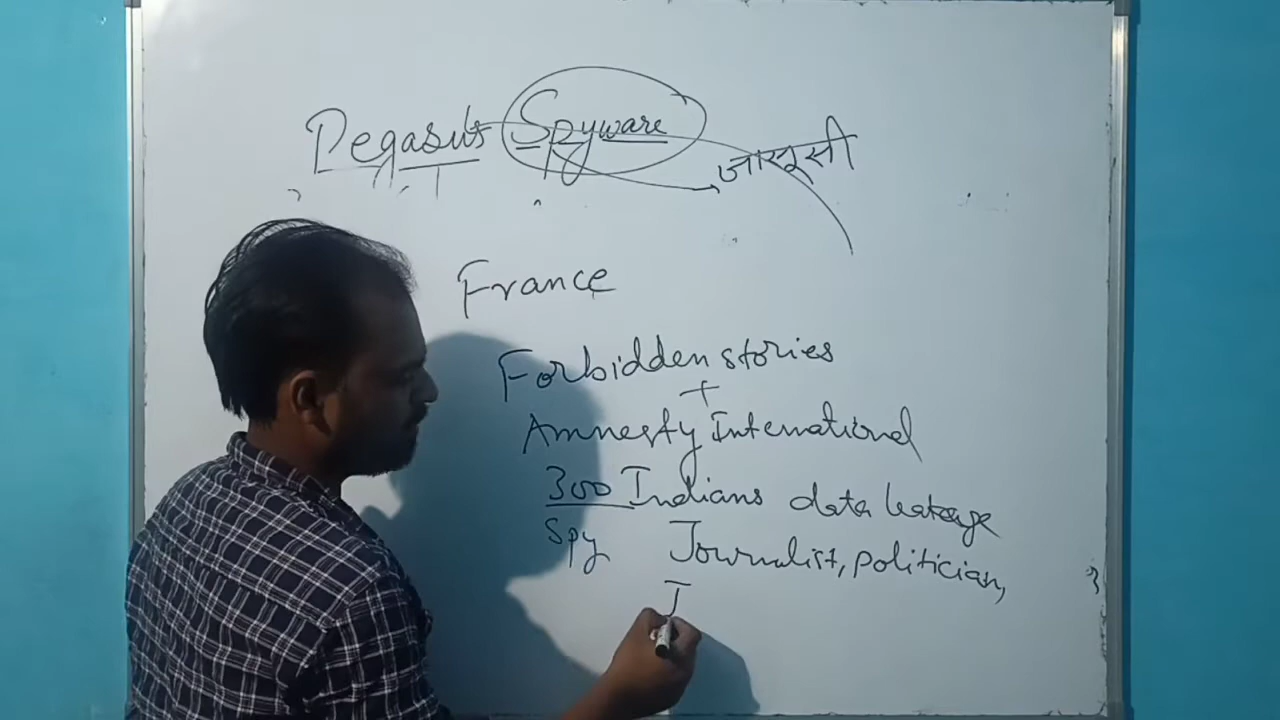 Pegasus Spyware
जासूसी
France
Forbidden stories
+
Amnesty International
300 Indians data leakage
Spy Journalist, politician,
J